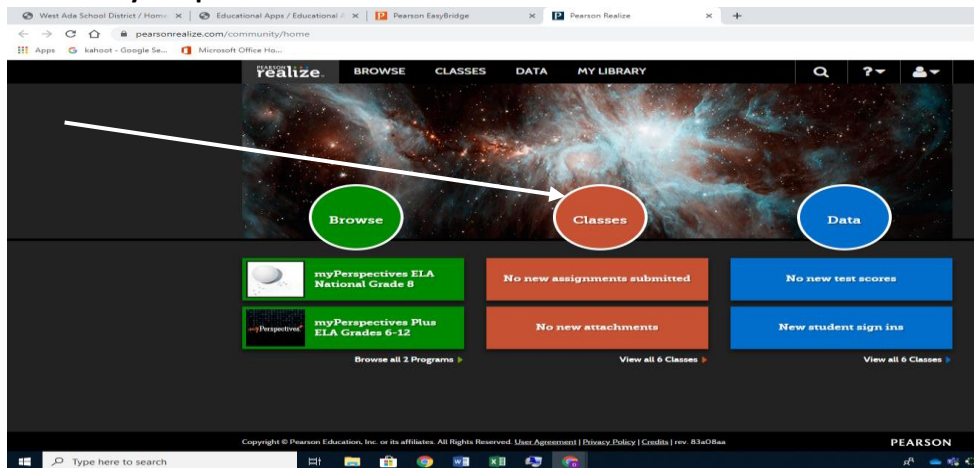 West Ada School District / Home
Educational Apps / Educational A
Pearson EasyBridge
Pearson Realize
pearsonrealize.com/community/home
Apps
kahoot - Google Se...
Microsoft Office Ho...
PEARSON
realize
BROWSE
CLASSES
DATA
MY LIBRARY
?
Browse
Classes
Data
myPerspectives ELA
National Grade 8
No new assignments submitted
No new test scores
myPerspectives
myPerspectives Plus
ELA Grades 6-12
No new attachments
New student sign ins
Browse all 2 Programs
View all 6 Classes
View all 6 Classes
Copyright © Pearson Education, Inc. or its affiliates. All Rights Reserved. User Agreement | Privacy Policy | Credits | rev. 83a08aa
PEARSON
Type here to search